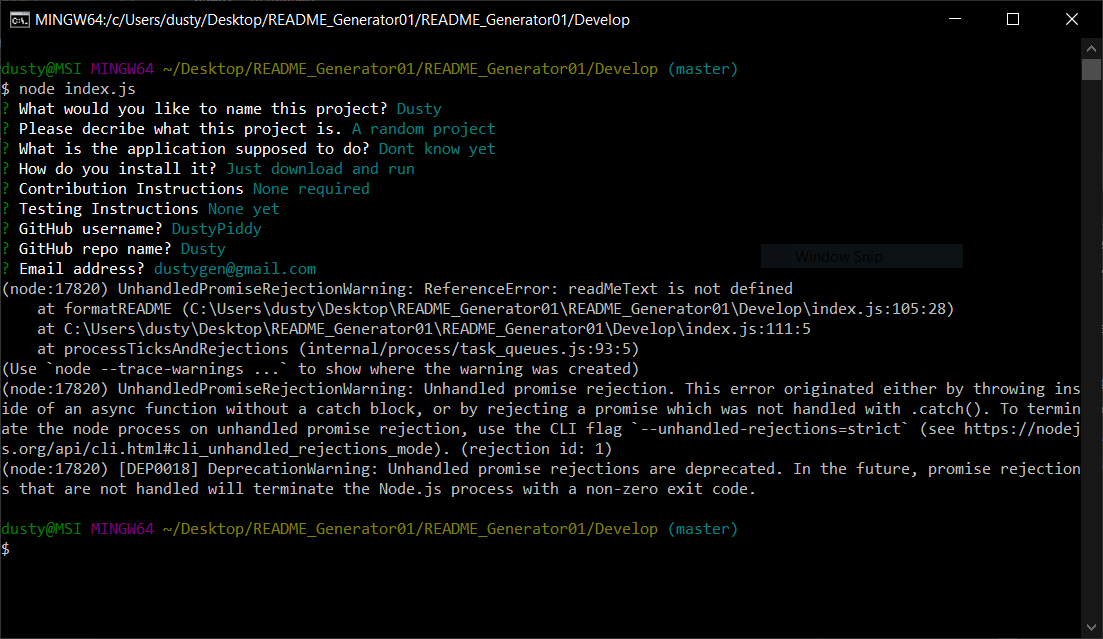 MINGW64:/c/Users/dusty/Desktop/README_Generator01/README_Generator01/Develop
dusty@MSI MINGW64 ~/Desktop/README_Generator01/README_Generator01/Develop (master)
$ node index.js
? What would you like to name this project? Dusty
? Please decribe what this project is. A random project
? What is the application supposed to do? Dont know yet
? How do you install it? Just download and run
? Contribution Instructions None required
? Testing Instructions None yet
? GitHub username? DustyPiddy
? GitHub repo name? Dusty
Window Snip
? Email address? dustygen@gmail.com
(node:17820) UnhandledPromiseRejectionWarning: ReferenceError: readMeText is not defined
    at formatREADME (C:\Users\dusty\Desktop\README_Generator01\README_Generator01\Develop\index.js:105:28)
    at C:\Users\dusty\Desktop\README_Generator01\README_Generator01\Develop\index.js:111:5
    at processTicksAndRejections (internal/process/task_queues.js:93:5)
(Use `node --trace-warnings ...` to show where the warning was created)
(node:17820) UnhandledPromiseRejectionWarning: Unhandled promise rejection. This error originated either by throwing ins
ide of an async function without a catch block, or by rejecting a promise which was not handled with .catch(). To termin
ate the node process on unhandled promise rejection, use the CLI flag `--unhandled-rejections=strict` (see https://nodej
s.org/api/cli.html#cli_unhandled_rejections_mode). (rejection id: 1)
(node:17820) [DEP0018] DeprecationWarning: Unhandled promise rejections are deprecated. In the future, promise rejection
s that are not handled will terminate the Node.js process with a non-zero exit code.
dusty@MSI MINGW64 ~/Desktop/README_Generator01/README_Generator01/Develop (master)
$